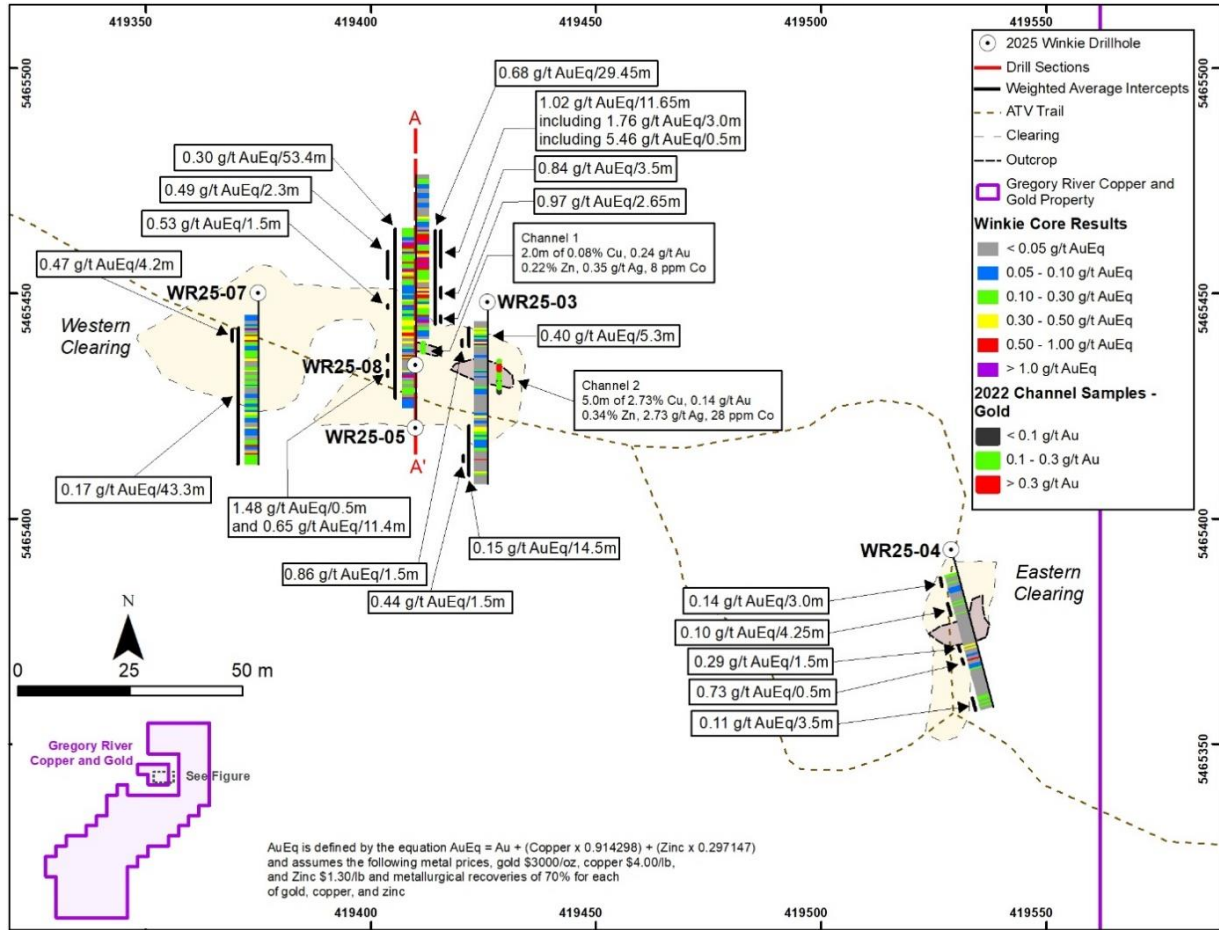 419350
419400
419450
419500
419550
5465500
5465450
5465400
5465500
5465450
5465400
5465350
2025 Winkie Drillhole
Drill Sections
Weighted Average Intercepts
ATV Trail
Clearing
Outcrop
Gregory River Copper and
Gold Property
Winkie Core Results
< 0.05 g/t AuEq
0.05 - 0.10 g/t AuEq
0.10 - 0.30 g/t AuEq
0.30 - 0.50 g/t AuEq
0.50 - 1.00 g/t AuEq
> 1.0 g/t AuEq
2022 Channel Samples -
Gold
< 0.1 g/t Au
0.1 - 0.3 g/t Au
> 0.3 g/t Au
0.68 g/t AuEq/29.45m
1.02 g/t AuEq/11.65m
including 1.76 g/t AuEq/3.0m
including 5.46 g/t AuEq/0.5m
A
0.30 g/t AuEq/53.4m
0.84 g/t AuEq/3.5m
0.49 g/t AuEq/2.3m
0.97 g/t AuEq/2.65m
0.53 g/t AuEq/1.5m
Channel 1
2.0m of 0.08% Cu, 0.24 g/t Au
0.22% Zn, 0.35 g/t Ag, 8 ppm Co
0.47 g/t AuEq/4.2m
WR25-07
WR25-03
Western
Clearing
0.40 g/t AuEq/5.3m
WR25-08
Channel 2
5.0m of 2.73% Cu, 0.14 g/t Au
0.34% Zn, 2.73 g/t Ag, 28 ppm Co
WR25-05
A'
0.17 g/t AuEq/43.3m
1.48 g/t AuEq/0.5m
and 0.65 g/t AuEq/11.4m
0.15 g/t AuEq/14.5m
0.86 g/t AuEq/1.5m
0.44 g/t AuEq/1.5m
WR25-04
Eastern
Clearing
0.14 g/t AuEq/3.0m
0.10 g/t AuEq/4.25m
0.29 g/t AuEq/1.5m
0.73 g/t AuEq/0.5m
0.11 g/t AuEq/3.5m
N
0 25 50 m
Gregory River
Copper and Gold
See Figure
AuEq is defined by the equation AuEq = Au + (Copper x 0.914298) + (Zinc x 0.297147)
and assumes the following metal prices, gold $3000/oz, copper $4.00/lb,
and Zinc $1.30/lb and metallurgical recoveries of 70% for each
of gold, copper, and zinc
419350
419400
419450
419500
419550